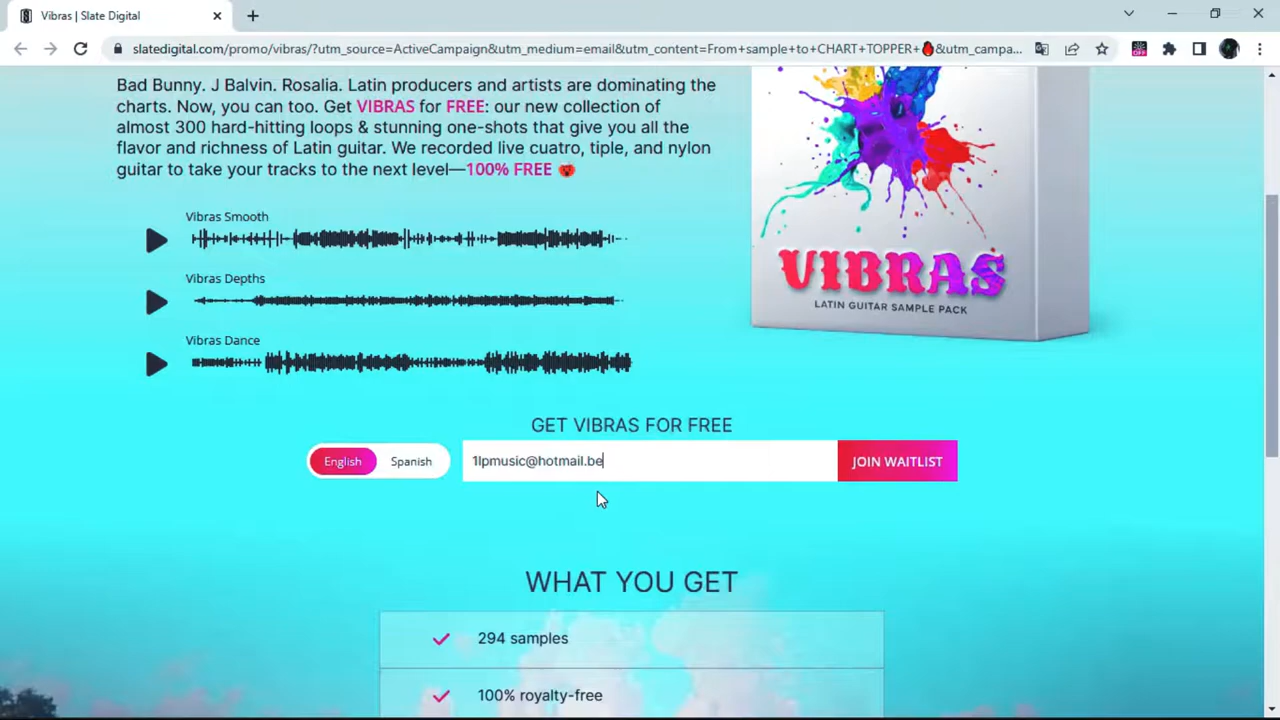 Vibras | Slate Digital
slatedigital.com/promo/vibras/?utm_source=ActiveCampaign&utm_medium=email&utm_content=From+sample+to+CHART+TOPPER+🔥&utm_campa...
OFF
Bad Bunny. J Balvin. Rosalia. Latin producers and artists are dominating the
charts. Now, you can too. Get VIBRAS for FREE: our new collection of
almost 300 hard-hitting loops & stunning one-shots that give you all the
flavor and richness of Latin guitar. We recorded live cuatro, tiple, and nylon
guitar to take your tracks to the next level—100% FREE
Vibras Smooth
Vibras Depths
Vibras Dance
VIBRAS
LATIN GUITAR SAMPLE PACK
GET VIBRAS FOR FREE
English Spanish 1lpmusic@hotmail.be JOIN WAITLIST
WHAT YOU GET
294 samples
100% royalty-free